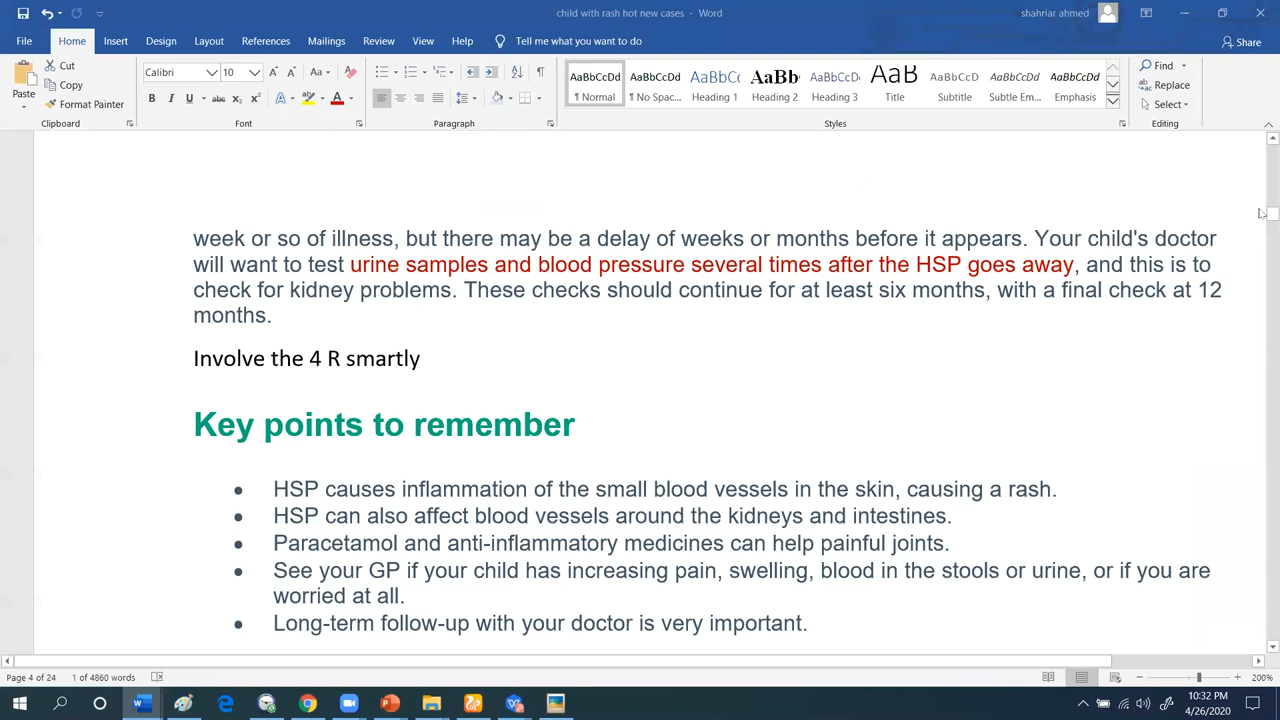 child with rash hot new cases - Word
shahriar ahmed
File Home Insert Design Layout References Mailings Review View Help Tell me what you want to do
Share
Paste
Cut
Copy
Format Painter
Clipboard
Calibri 10
Font
Paragraph
AaBbCcDd AaBbCcDd AaBbCc AaBb AaBbCcD AaB AaBbCcD AaBbCcDd AaBbCcDd
¶ Normal ¶ No Spac... Heading 1 Heading 2 Heading 3 Title Subtitle Subtle Em... Emphasis
Styles
Find
Replace
Select
Editing
week or so of illness, but there may be a delay of weeks or months before it appears. Your child's doctor
will want to test urine samples and blood pressure several times after the HSP goes away, and this is to
check for kidney problems. These checks should continue for at least six months, with a final check at 12
months.
Involve the 4 R smartly
Key points to remember
• HSP causes inflammation of the small blood vessels in the skin, causing a rash.
• HSP can also affect blood vessels around the kidneys and intestines.
• Paracetamol and anti-inflammatory medicines can help painful joints.
• See your GP if your child has increasing pain, swelling, blood in the stools or urine, or if you are
worried at all.
• Long-term follow-up with your doctor is very important.
Page 4 of 24 1 of 4860 words
200%
10:32 PM
4/26/2020